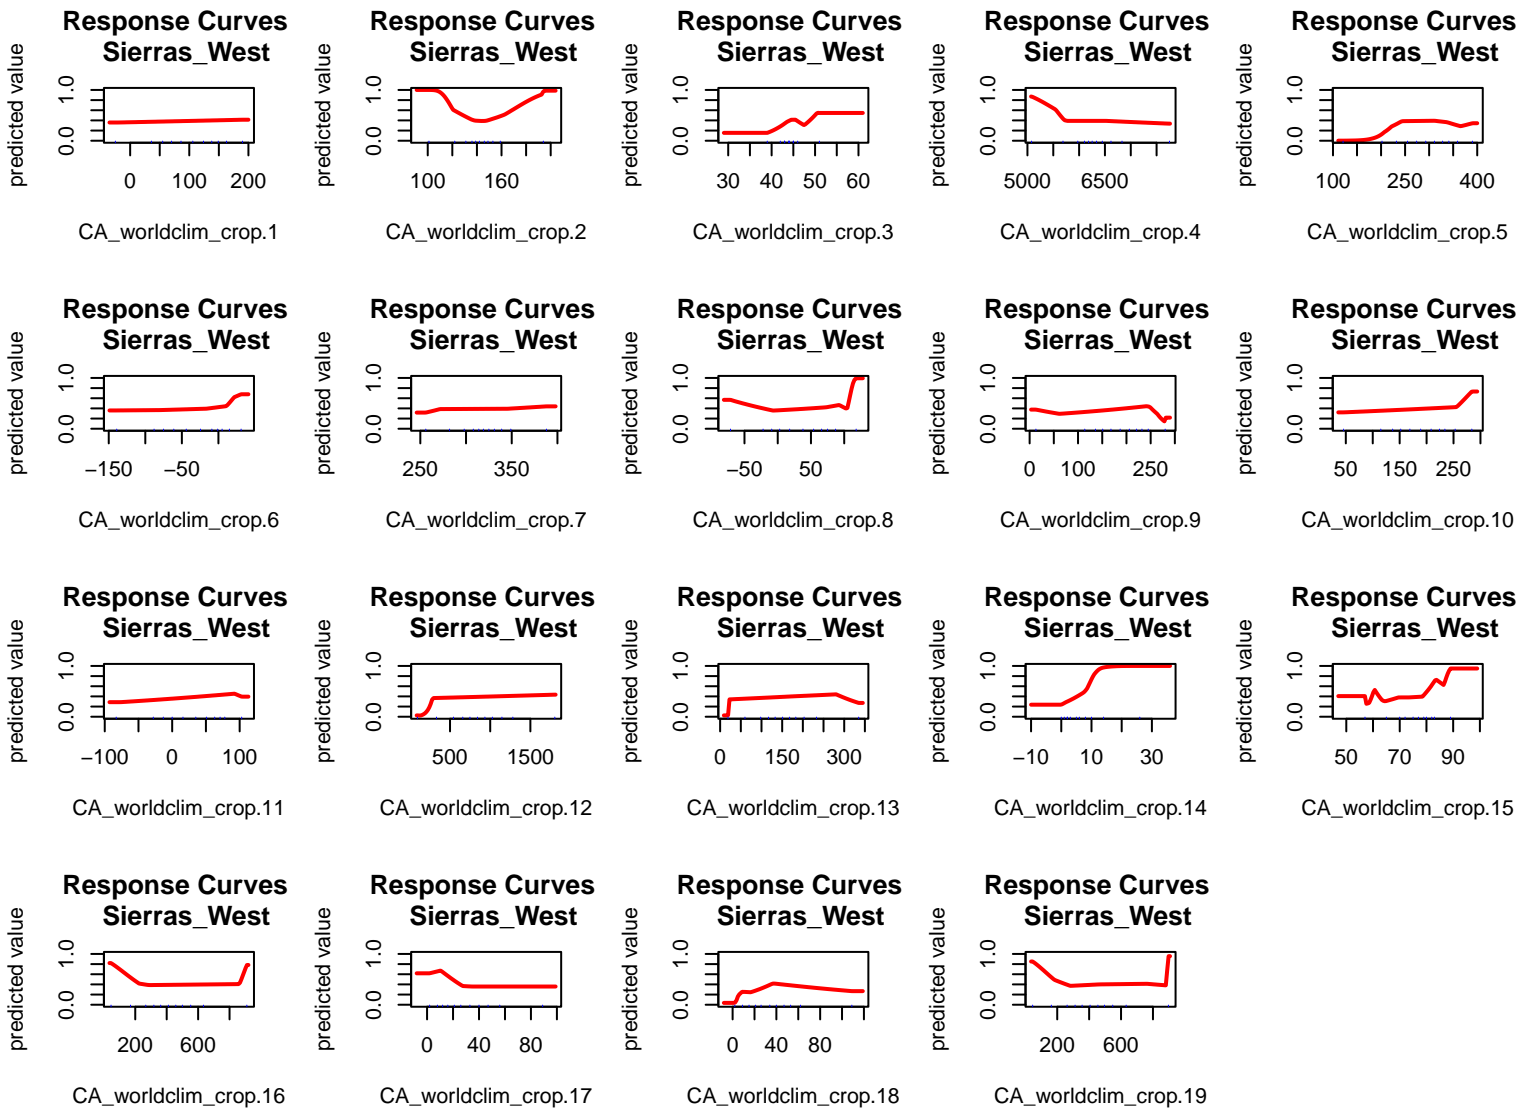 Response Curves
Sierras_West
predicted value
0.0 1.0
0 100 200
CA_worldclim_crop.1
Response Curves
Sierras_West
predicted value
0.0 1.0
100 160
CA_worldclim_crop.2
Response Curves
Sierras_West
predicted value
0.0 1.0
30 40 50 60
CA_worldclim_crop.3
Response Curves
Sierras_West
predicted value
0.0 1.0
5000 6500
CA_worldclim_crop.4
Response Curves
Sierras_West
predicted value
0.0 1.0
100 250 400
CA_worldclim_crop.5
Response Curves
Sierras_West
predicted value
0.0 1.0
−150 −50
CA_worldclim_crop.6
Response Curves
Sierras_West
predicted value
0.0 1.0
250 350
CA_worldclim_crop.7
Response Curves
Sierras_West
predicted value
0.0 1.0
−50 50
CA_worldclim_crop.8
Response Curves
Sierras_West
predicted value
0.0 1.0
0 100 250
CA_worldclim_crop.9
Response Curves
Sierras_West
predicted value
0.0 1.0
50 150 250
CA_worldclim_crop.10
Response Curves
Sierras_West
predicted value
0.0 1.0
−100 0 100
CA_worldclim_crop.11
Response Curves
Sierras_West
predicted value
0.0 1.0
500 1500
CA_worldclim_crop.12
Response Curves
Sierras_West
predicted value
0.0 1.0
0 150 300
CA_worldclim_crop.13
Response Curves
Sierras_West
predicted value
0.0 1.0
−10 10 30
CA_worldclim_crop.14
Response Curves
Sierras_West
predicted value
0.0 1.0
50 70 90
CA_worldclim_crop.15
Response Curves
Sierras_West
predicted value
0.0 1.0
200 600
CA_worldclim_crop.16
Response Curves
Sierras_West
predicted value
0.0 1.0
0 40 80
CA_worldclim_crop.17
Response Curves
Sierras_West
predicted value
0.0 1.0
0 40 80
CA_worldclim_crop.18
Response Curves
Sierras_West
predicted value
0.0 1.0
200 600
CA_worldclim_crop.19